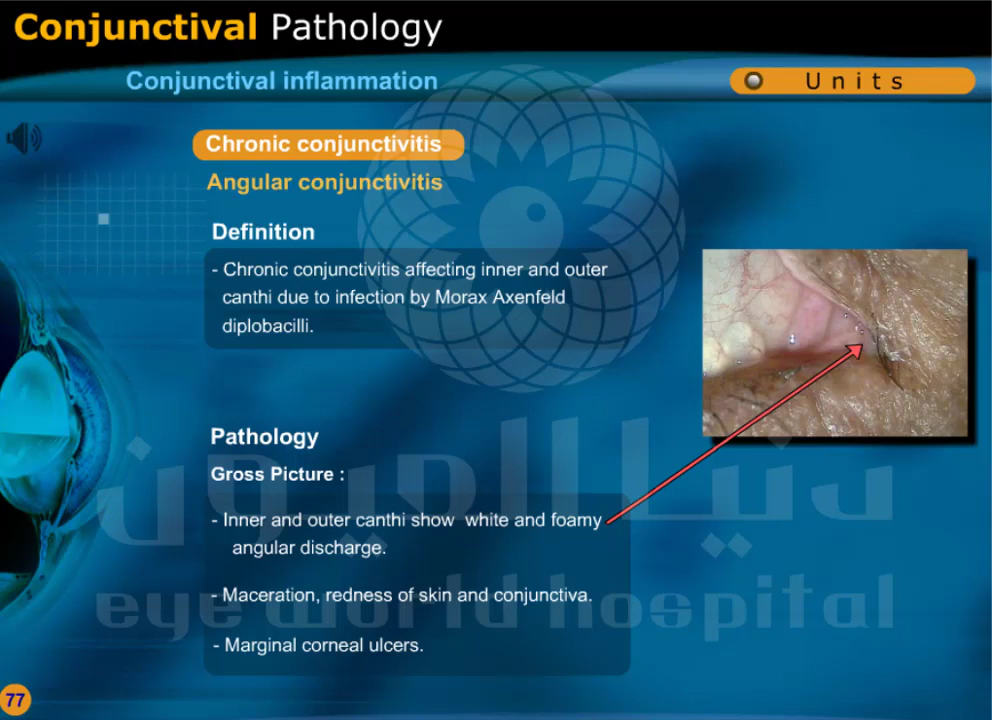 Conjunctival Pathology
Conjunctival inflammation
Units
Chronic conjunctivitis
Angular conjunctivitis
Definition
- Chronic conjunctivitis affecting inner and outer
canthi due to infection by Morax Axenfeld
diplobacilli.
Pathology
Gross Picture :
- Inner and outer canthi show white and foamy
angular discharge.
- Maceration, redness of skin and conjunctiva.
- Marginal corneal ulcers.
دنيا العيون
eye world hospital
77